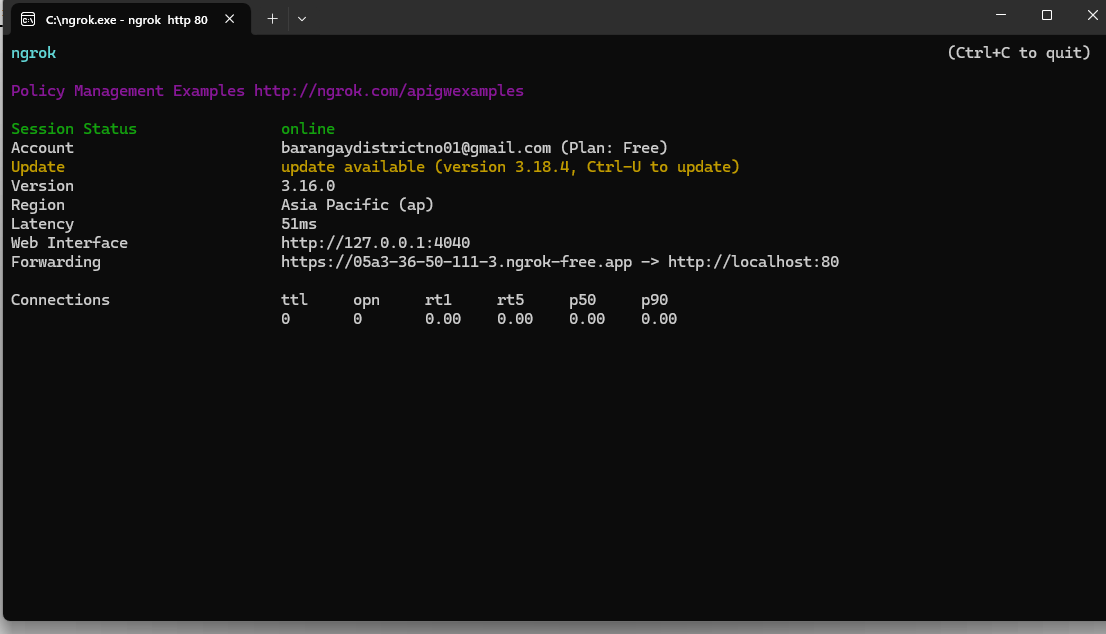 C:\ngrok.exe - ngrok  http 80
ngrok (Ctrl+C to quit)
Policy Management Examples http://ngrok.com/apigwexamples
Session Status online
Account barangaydistrictno01@gmail.com (Plan: Free)
Update update available (version 3.18.4, Ctrl-U to update)
Version 3.16.0
Region Asia Pacific (ap)
Latency 51ms
Web Interface http://127.0.0.1:4040
Forwarding https://05a3-36-50-111-3.ngrok-free.app -> http://localhost:80
Connections ttl opn rt1 rt5 p50 p90
0 0 0.00 0.00 0.00 0.00